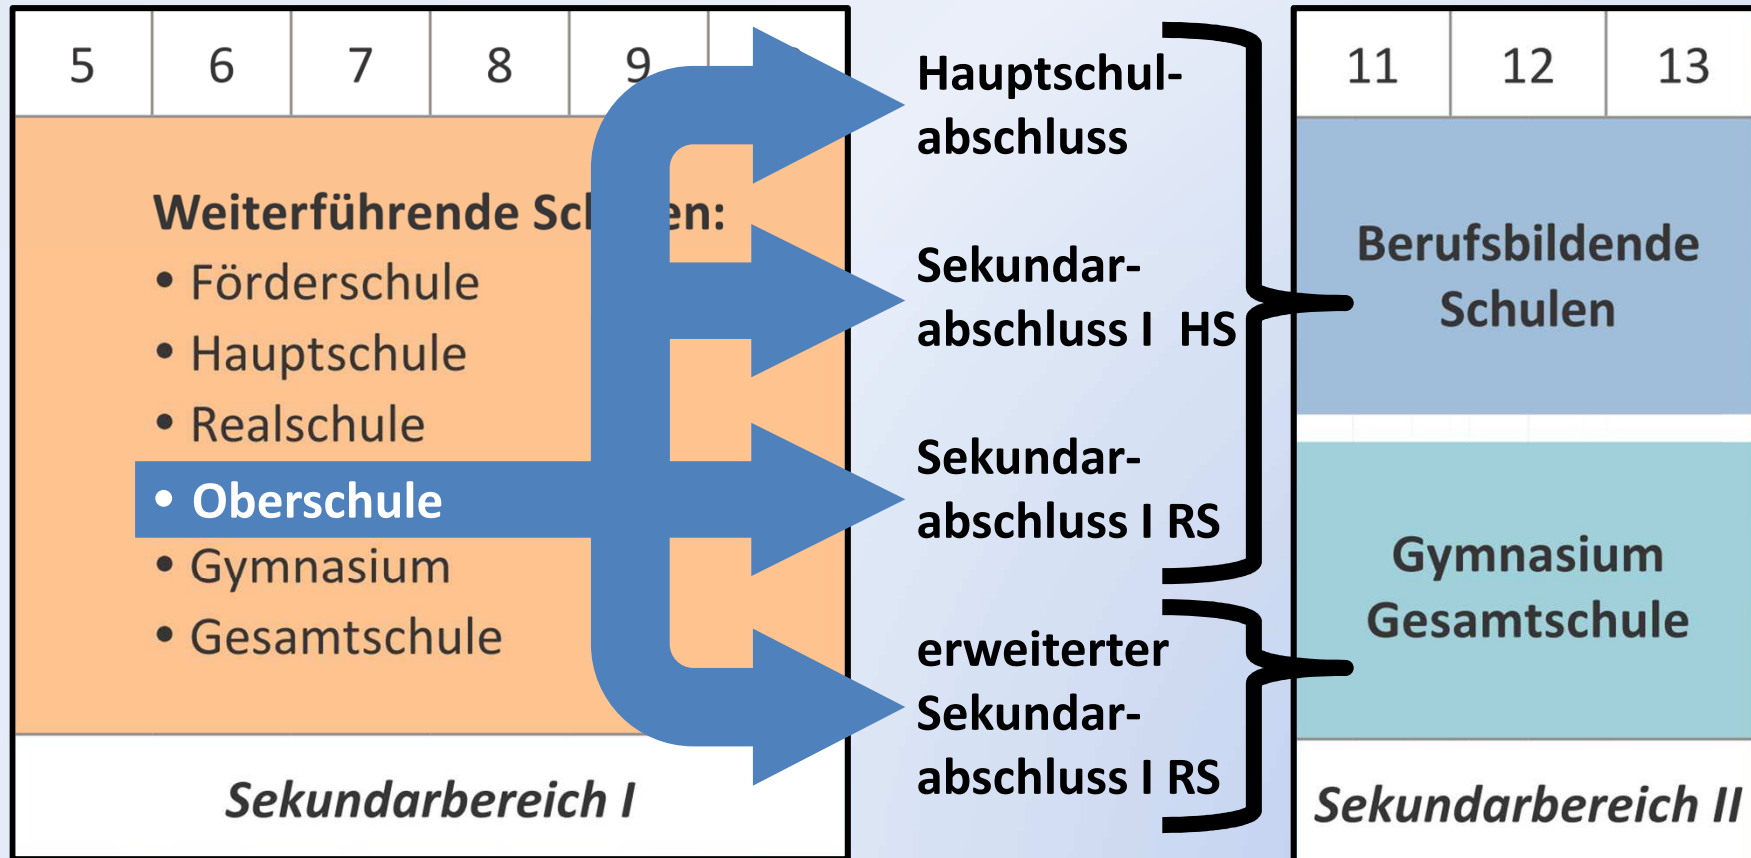 5 6 7 8 9
Weiterführende Sc en:
• Förderschule
• Hauptschule
• Realschule
• Oberschule
• Gymnasium
• Gesamtschule
Sekundarbereich I
Hauptschul-
abschluss
Sekundar-
abschluss I HS
Sekundar-
abschluss I RS
erweiterter
Sekundar-
abschluss I RS
11 12 13
Berufsbildende
Schulen
Gymnasium
Gesamtschule
Sekundarbereich II